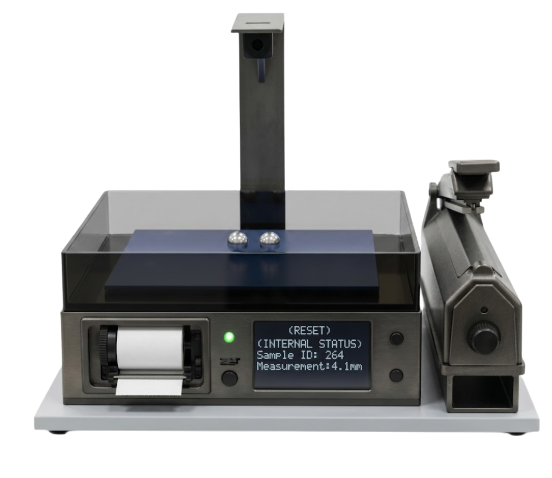 (RESET)
(INTERNAL STATUS)
Sample ID: 264
Measurement:4.1mm